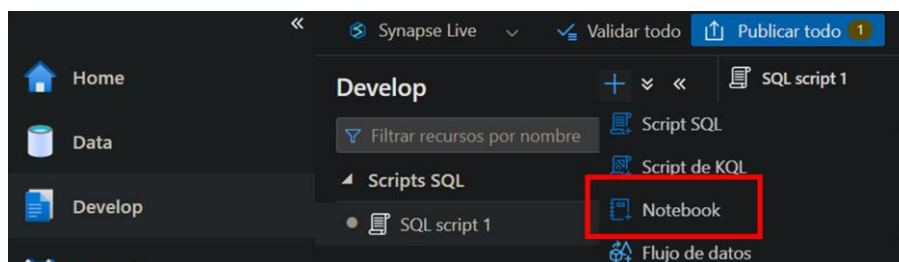 «
Synapse Live
Validar todo
Publicar todo 1
Home
Data
Develop
Develop
«
SQL script 1
Filtrar recursos por nombre
Scripts SQL
SQL script 1
Script SQL
Script de KQL
Notebook
Flujo de datos